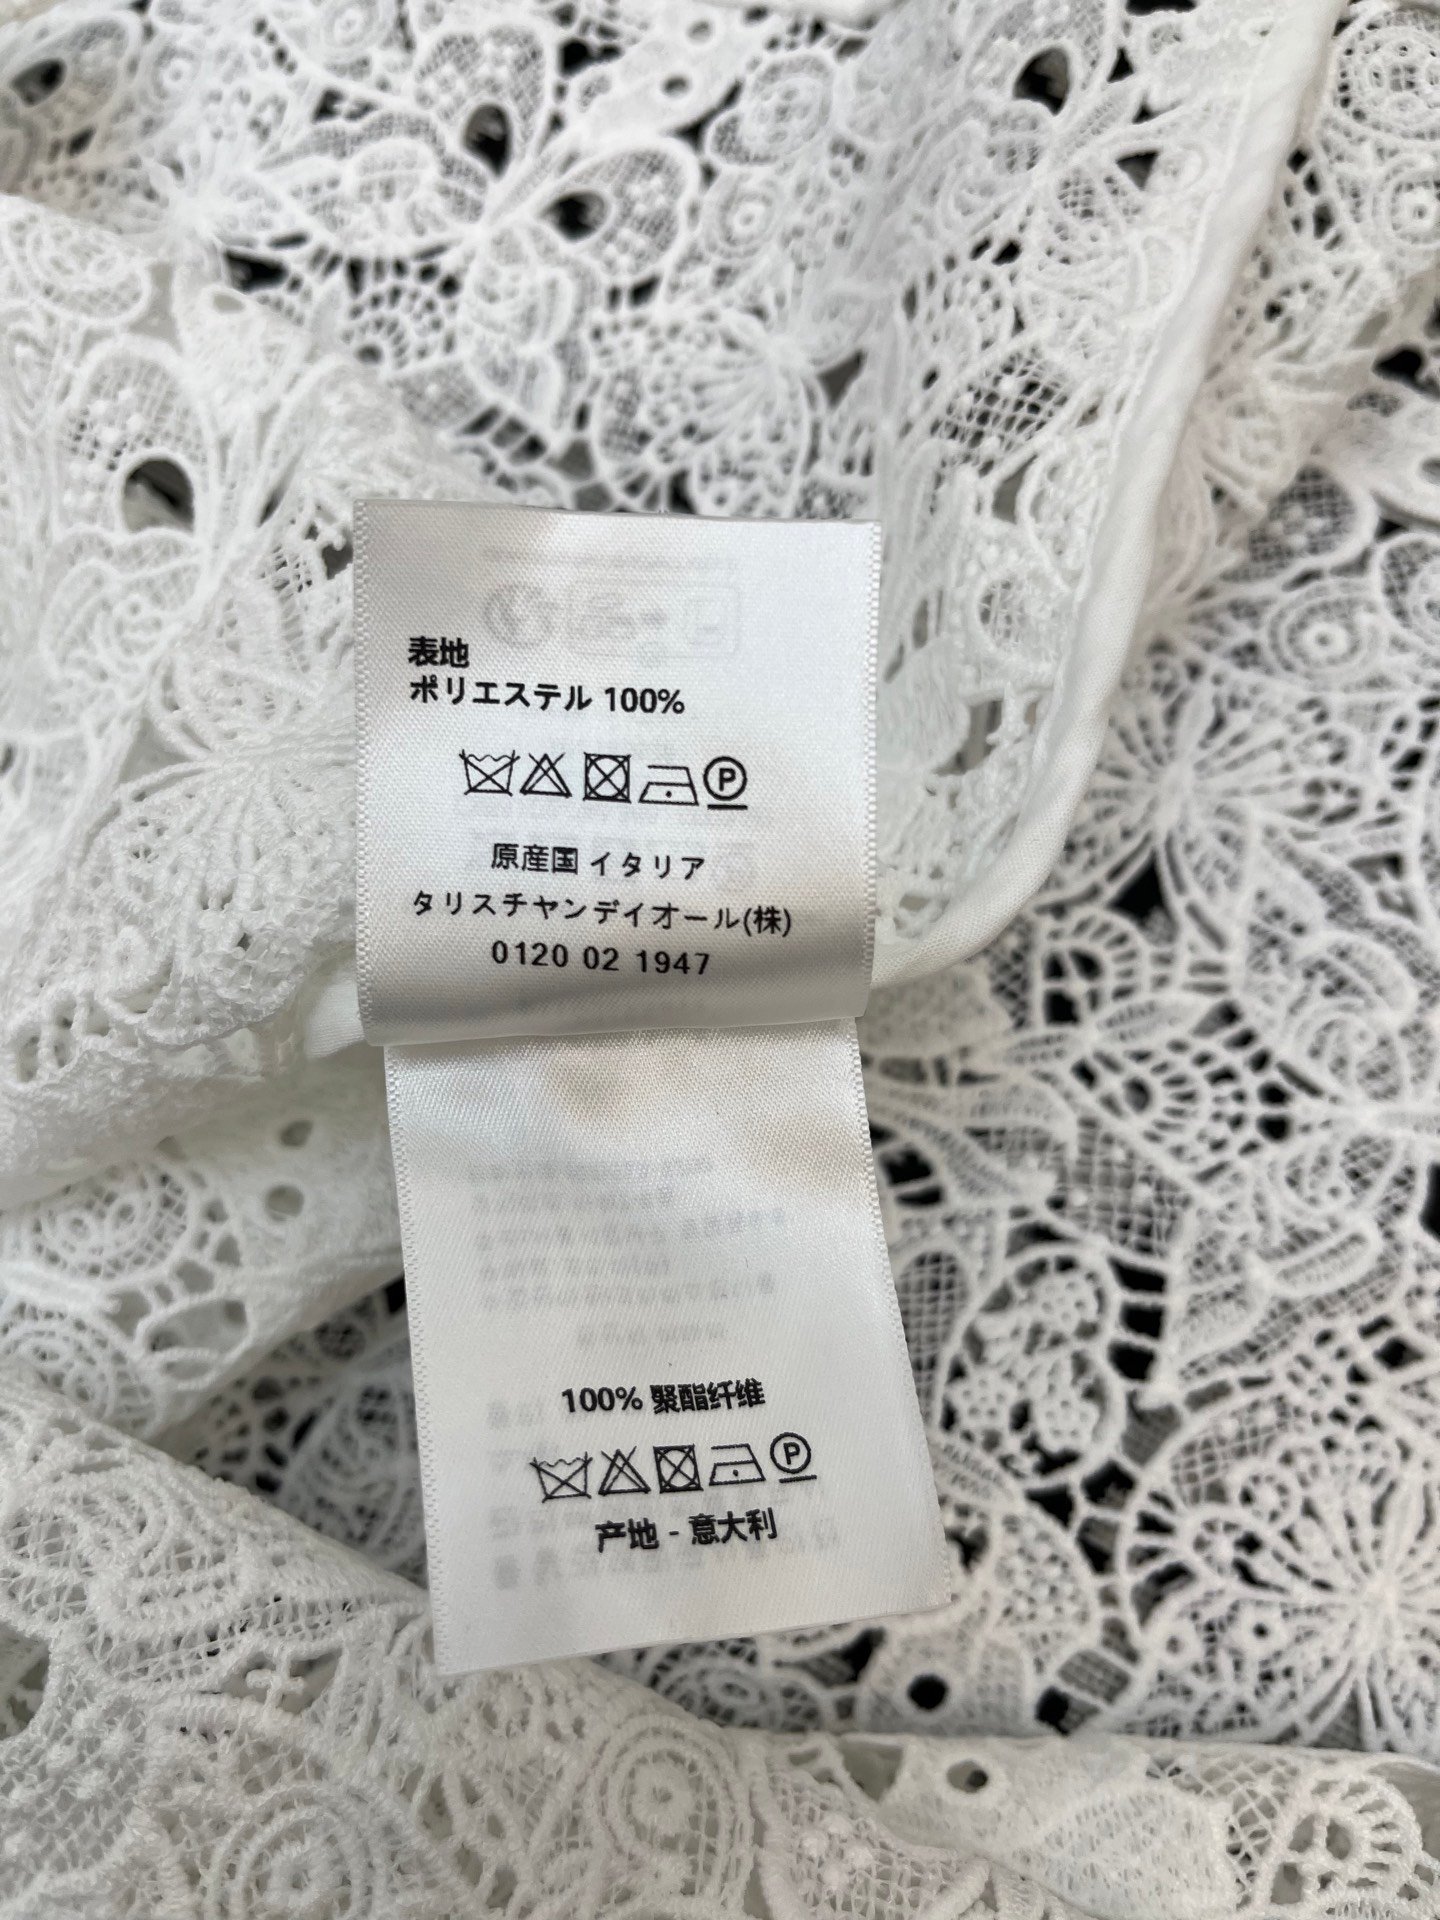 表地
ポリエステル 100%
P
原産国 イタリア
タリスチャンディオール(株)
0120 02 1947
100% 聚酯纤维
P
产地 - 意大利